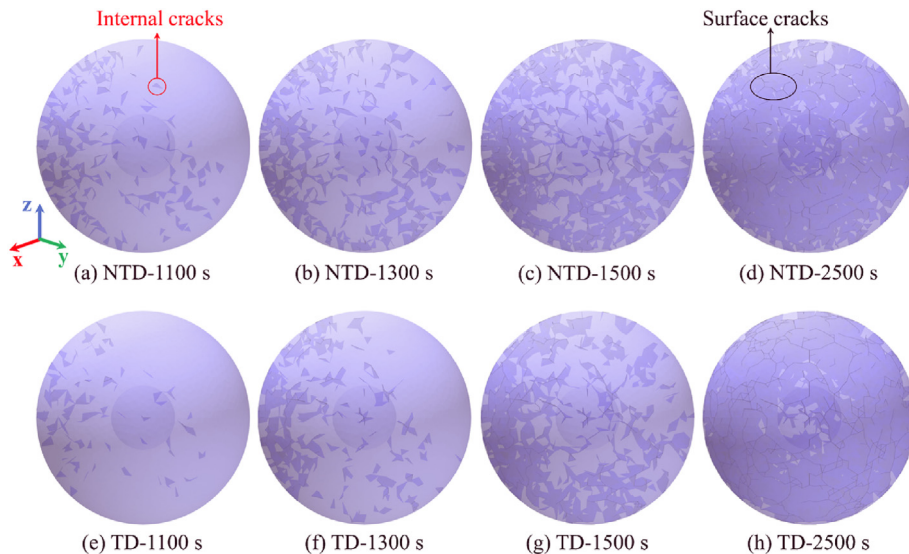 Internal cracks
Surface cracks
z
x
y
(a) NTD-1100 s
(b) NTD-1300 s
(c) NTD-1500 s
(d) NTD-2500 s
(e) TD-1100 s
(f) TD-1300 s
(g) TD-1500 s
(h) TD-2500 s